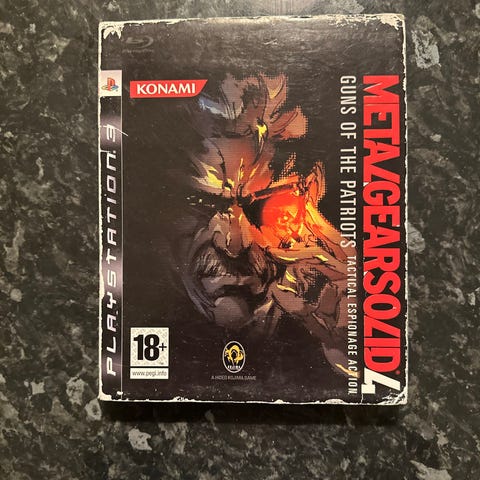 PLAYSTATION 3
KONAMI
METAL GEAR SOLID 4
GUNS OF THE PATRIOTS TACTICAL ESPIONAGE ACTION
18+
www.pegi.info
A HIDEO KOJIMA GAME